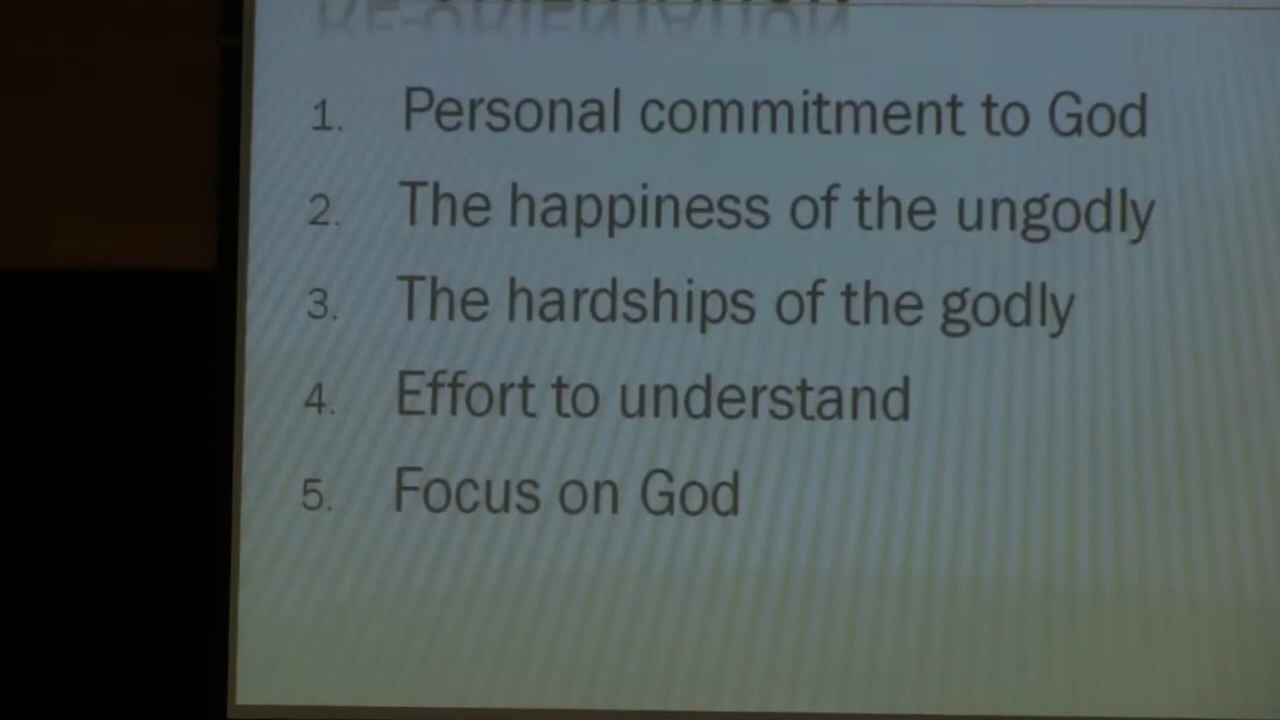 1. Personal commitment to God
2. The happiness of the ungodly
3. The hardships of the godly
4. Effort to understand
5. Focus on God